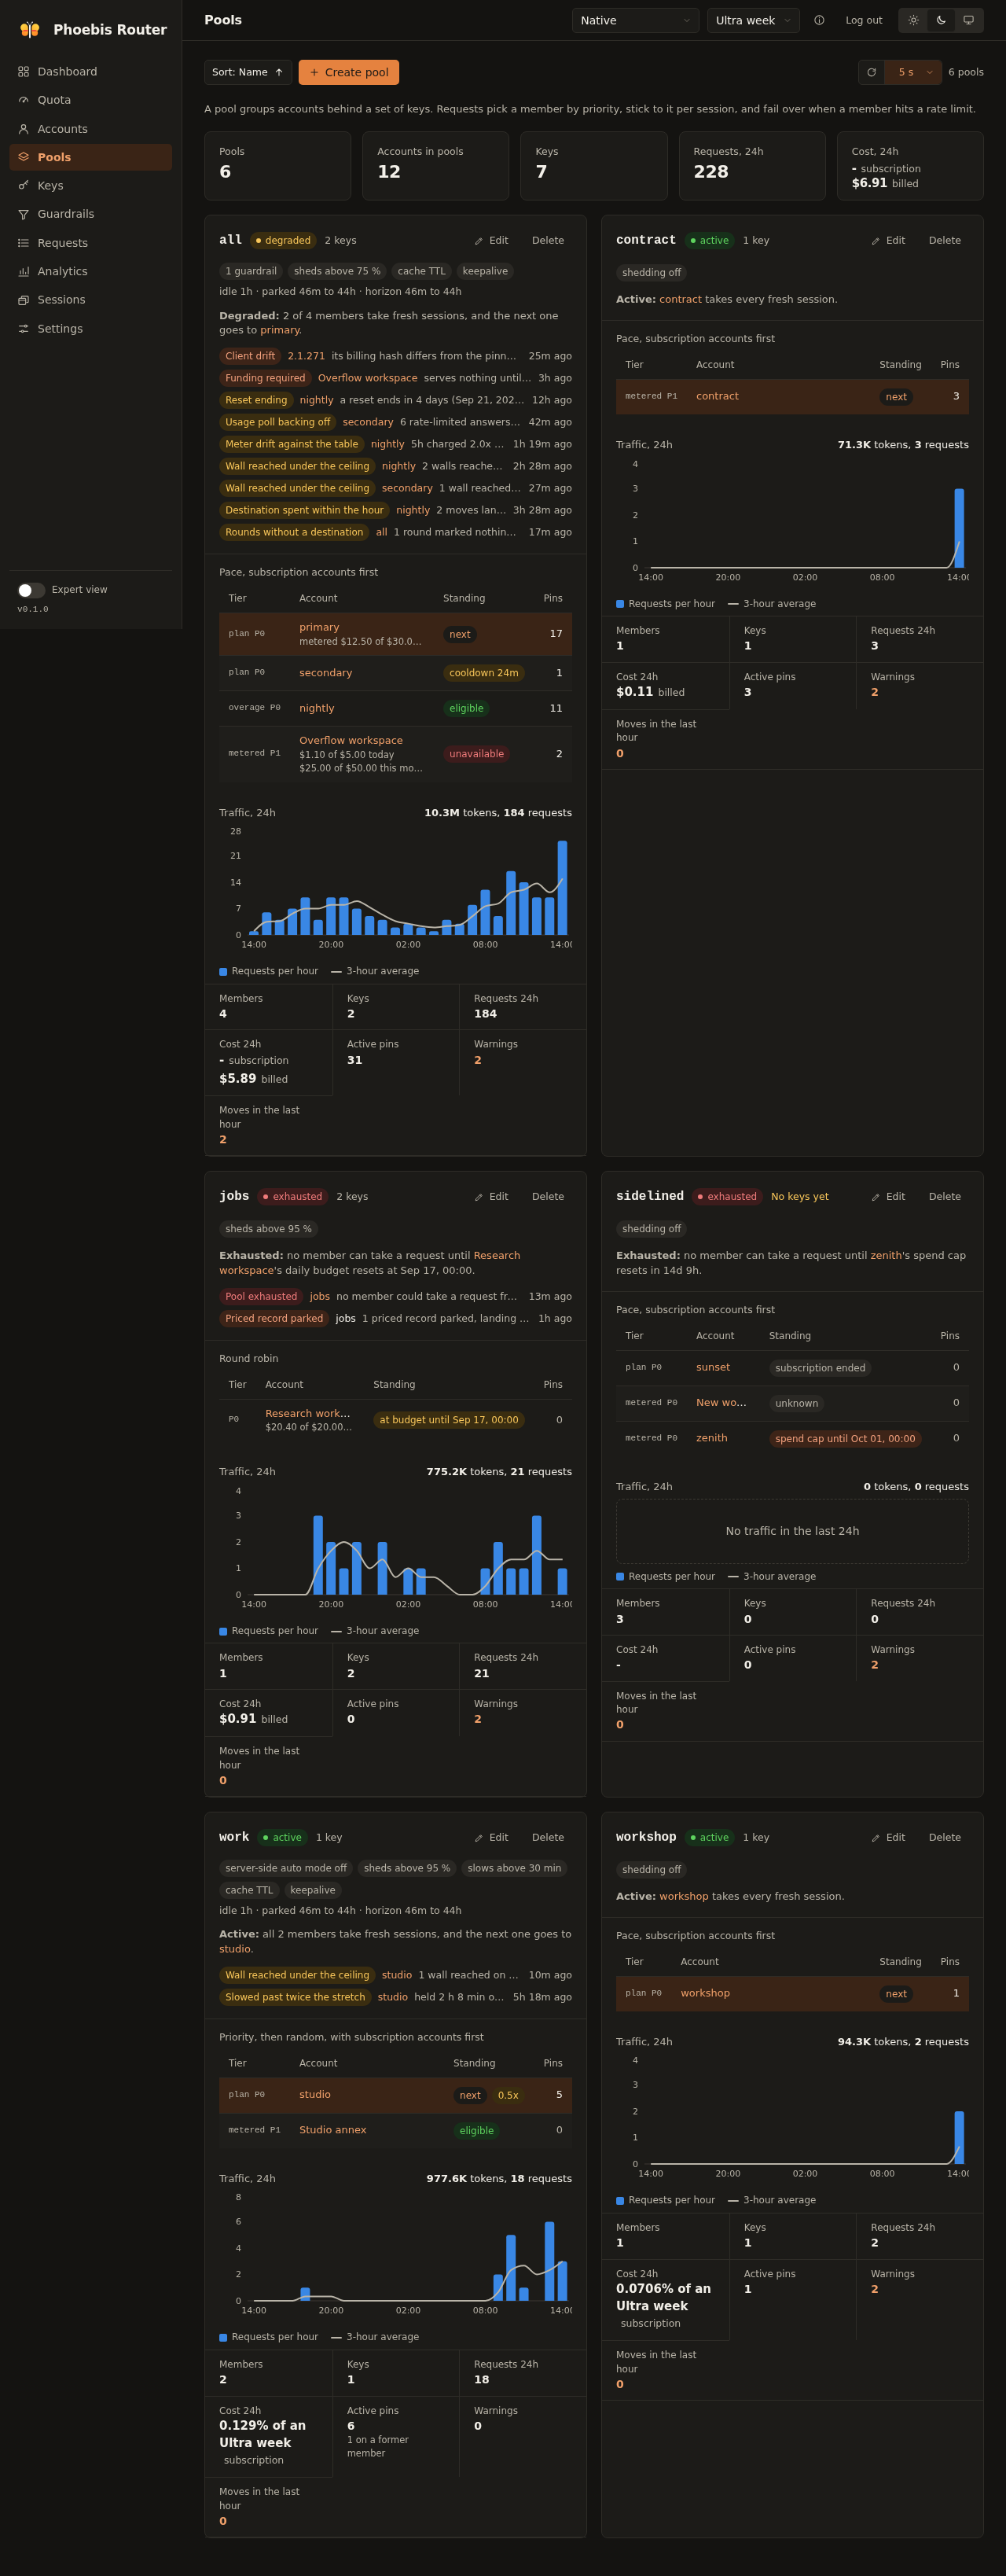 Phoebis Router
Dashboard
Quota
Accounts
Pools
Keys
Guardrails
Requests
Analytics
Sessions
Settings
Expert view
v0.1.0
Pools
Native
Ultra week
Log out
Sort: Name
Create pool
5 s
6 pools
A pool groups accounts behind a set of keys. Requests pick a member by priority, stick to it per session, and fail over when a member hits a rate limit.
Pools
6
Accounts in pools
12
Keys
7
Requests, 24h
228
Cost, 24h
- subscription
$6.91 billed
all degraded 2 keys Edit Delete
1 guardrail sheds above 75 % cache TTL keepalive
idle 1h · parked 46m to 44h · horizon 46m to 44h
Degraded: 2 of 4 members take fresh sessions, and the next one
goes to primary.
Client drift 2.1.271 its billing hash differs from the pinn... 25m ago
Funding required Overflow workspace serves nothing until... 3h ago
Reset ending nightly a reset ends in 4 days (Sep 21, 202... 12h ago
Usage poll backing off secondary 6 rate-limited answers... 42m ago
Meter drift against the table nightly 5h charged 2.0x ... 1h 19m ago
Wall reached under the ceiling nightly 2 walls reache... 2h 28m ago
Wall reached under the ceiling secondary 1 wall reached... 27m ago
Destination spent within the hour nightly 2 moves lan... 3h 28m ago
Rounds without a destination all 1 round marked nothin... 17m ago
Pace, subscription accounts first
Tier Account Standing Pins
plan P0 primary next 17
metered $12.50 of $30.0...
plan P0 secondary cooldown 24m 1
overage P0 nightly eligible 11
metered P1 Overflow workspace unavailable 2
$1.10 of $5.00 today
$25.00 of $50.00 this mo...
Traffic, 24h 10.3M tokens, 184 requests
28
21
14
7
0
14:00 20:00 02:00 08:00 14:00
Requests per hour 3-hour average
Members
4
Keys
2
Requests 24h
184
Cost 24h
- subscription
$5.89 billed
Active pins
31
Warnings
2
Moves in the last
hour
2
contract active 1 key Edit Delete
shedding off
Active: contract takes every fresh session.
Pace, subscription accounts first
Tier Account Standing Pins
metered P1 contract next 3
Traffic, 24h 71.3K tokens, 3 requests
4
3
2
1
0
14:00 20:00 02:00 08:00 14:00
Requests per hour 3-hour average
Members
1
Keys
1
Requests 24h
3
Cost 24h
$0.11 billed
Active pins
3
Warnings
2
Moves in the last
hour
0
jobs exhausted 2 keys Edit Delete
sheds above 95 %
Exhausted: no member can take a request until Research
workspace's daily budget resets at Sep 17, 00:00.
Pool exhausted jobs no member could take a request fr... 13m ago
Priced record parked jobs 1 priced record parked, landing ... 1h ago
Round robin
Tier Account Standing Pins
P0 Research work... at budget until Sep 17, 00:00 0
$20.40 of $20.00...
Traffic, 24h 775.2K tokens, 21 requests
4
3
2
1
0
14:00 20:00 02:00 08:00 14:00
Requests per hour 3-hour average
Members
1
Keys
2
Requests 24h
21
Cost 24h
$0.91 billed
Active pins
0
Warnings
2
Moves in the last
hour
0
sidelined exhausted No keys yet Edit Delete
shedding off
Exhausted: no member can take a request until zenith's spend cap
resets in 14d 9h.
Pace, subscription accounts first
Tier Account Standing Pins
plan P0 sunset subscription ended 0
metered P0 New wo... unknown 0
metered P0 zenith spend cap until Oct 01, 00:00 0
Traffic, 24h 0 tokens, 0 requests
No traffic in the last 24h
Requests per hour 3-hour average
Members
3
Keys
0
Requests 24h
0
Cost 24h
-
Active pins
0
Warnings
2
Moves in the last
hour
0
work active 1 key Edit Delete
server-side auto mode off sheds above 95 % slows above 30 min
cache TTL keepalive
idle 1h · parked 46m to 44h · horizon 46m to 44h
Active: all 2 members take fresh sessions, and the next one goes to
studio.
Wall reached under the ceiling studio 1 wall reached on ... 10m ago
Slowed past twice the stretch studio held 2 h 8 min o... 5h 18m ago
Priority, then random, with subscription accounts first
Tier Account Standing Pins
plan P0 studio next 0.5x 5
metered P1 Studio annex eligible 0
Traffic, 24h 977.6K tokens, 18 requests
8
6
4
2
0
14:00 20:00 02:00 08:00 14:00
Requests per hour 3-hour average
Members
2
Keys
1
Requests 24h
18
Cost 24h
0.129% of an
Ultra week
subscription
Active pins
6
1 on a former
member
Warnings
0
Moves in the last
hour
0
workshop active 1 key Edit Delete
shedding off
Active: workshop takes every fresh session.
Pace, subscription accounts first
Tier Account Standing Pins
plan P0 workshop next 1
Traffic, 24h 94.3K tokens, 2 requests
4
3
2
1
0
14:00 20:00 02:00 08:00 14:00
Requests per hour 3-hour average
Members
1
Keys
1
Requests 24h
2
Cost 24h
0.0706% of an
Ultra week
subscription
Active pins
1
Warnings
2
Moves in the last
hour
0